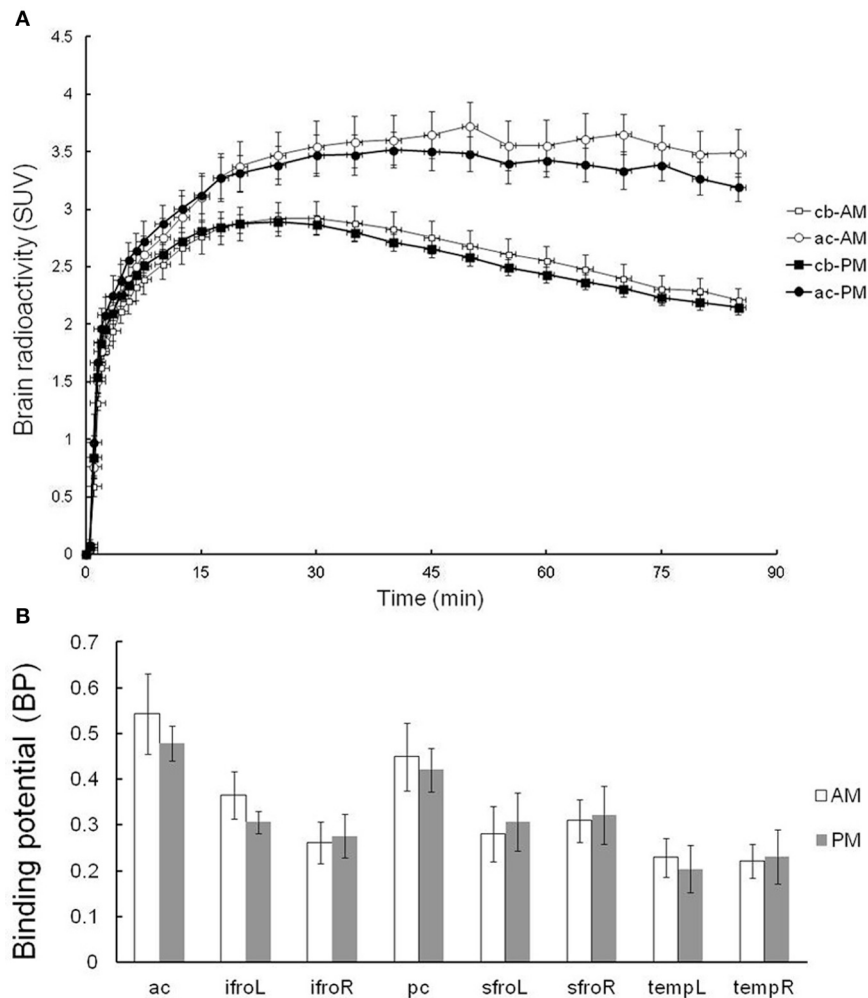 A
4.5
4
3.5
3
2.5
2
1.5
1
0.5
0
0 15 30 45 60 75 90
Brain radioactivity (SUV)
Time (min)
cb-AM
ac-AM
cb-PM
ac-PM
B
0.7
0.6
0.5
0.4
0.3
0.2
0.1
0
Binding potential (BP)
ac ifroL ifroR pc sfroL sfroR tempL tempR
AM
PM